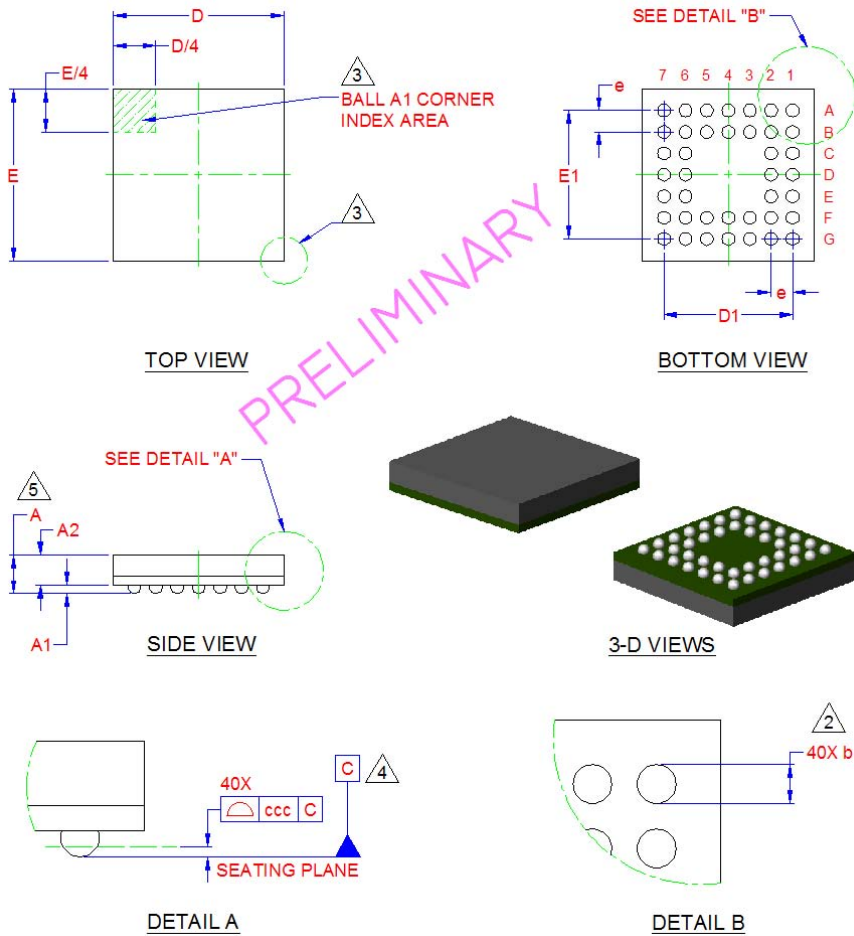 D
D/4
E/4
E
3
BALL A1 CORNER
INDEX AREA
3
TOP VIEW
SEE DETAIL "B"
7 6 5 4 3 2 1
A
B
C
D
E
F
G
e
E1
e
D1
BOTTOM VIEW
PRELIMINARY
SEE DETAIL "A"
5
A
A2
A1
SIDE VIEW
3-D VIEWS
40X
ccc C
C
4
SEATING PLANE
DETAIL A
2
40X b
DETAIL B